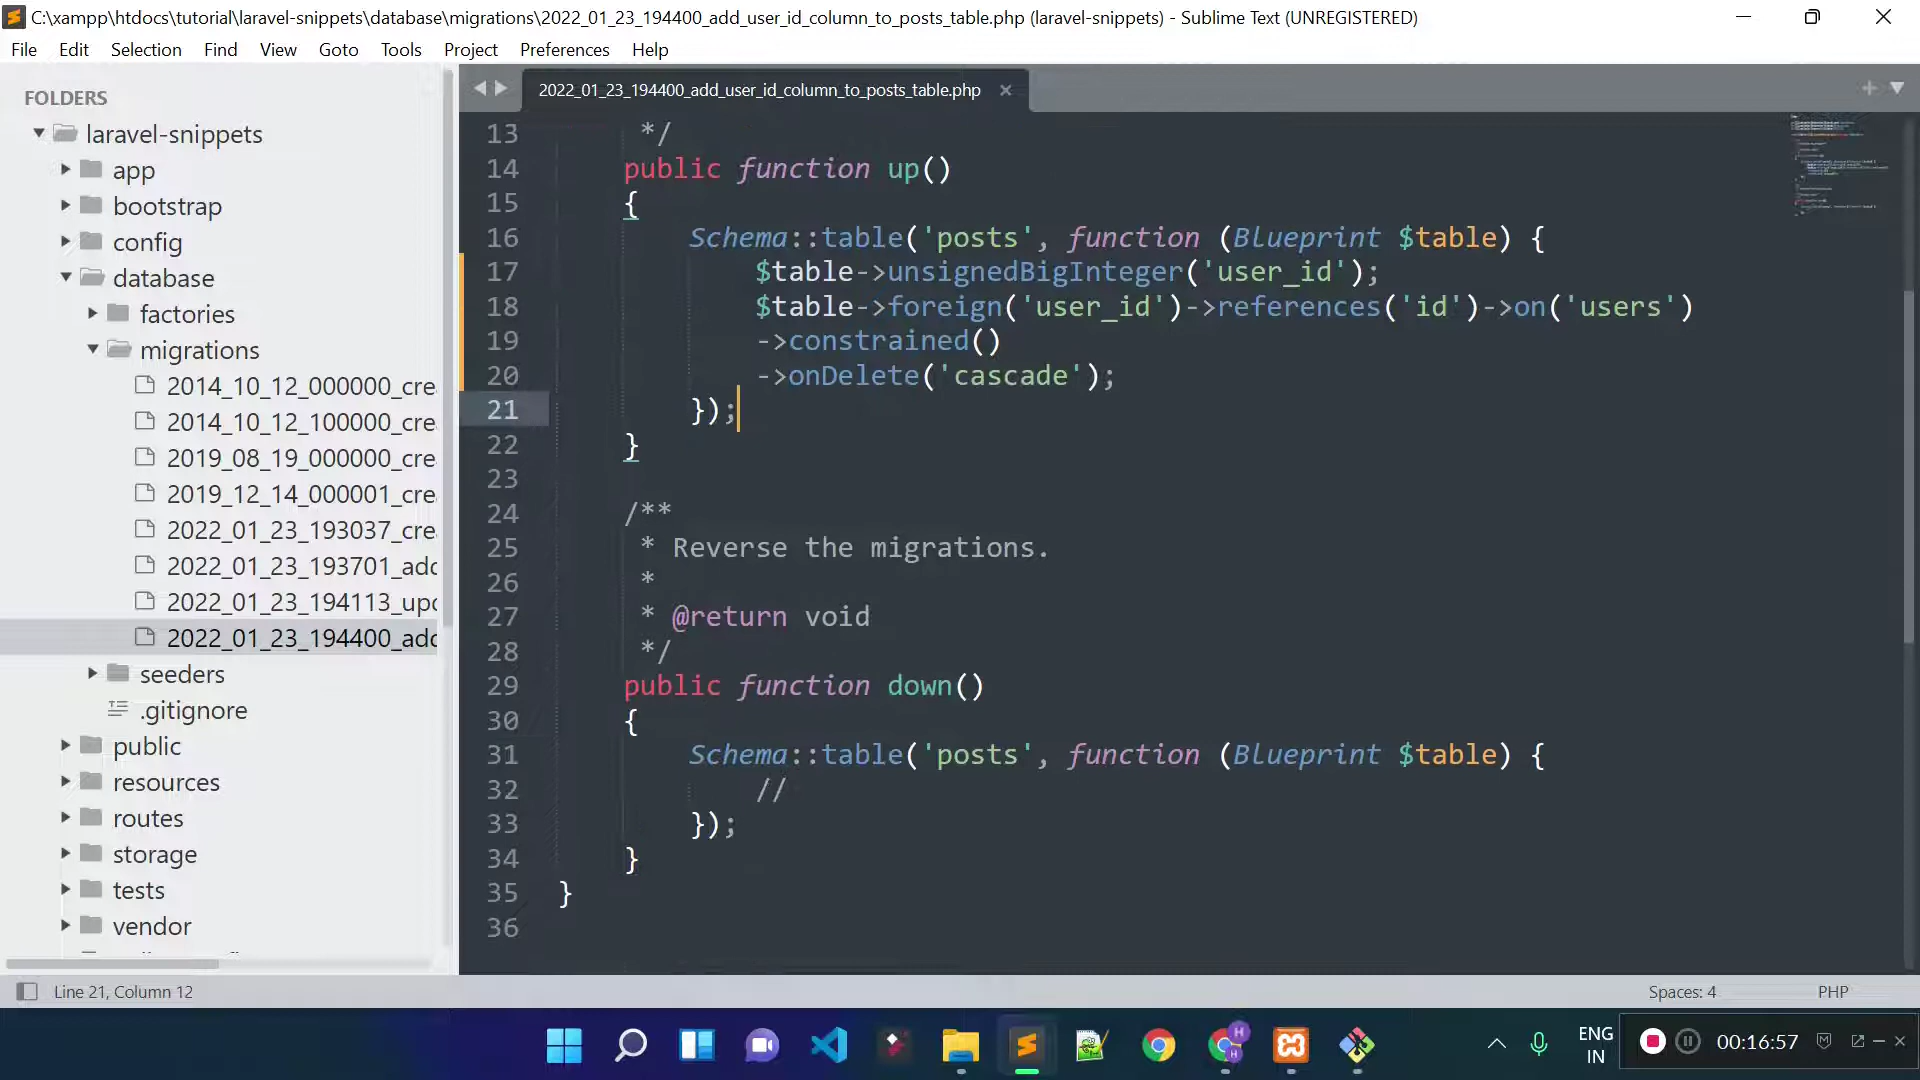 C:\xampp\htdocs\tutorial\laravel-snippets\database\migrations\2022_01_23_194400_add_user_id_column_to_posts_table.php (laravel-snippets) - Sublime Text (UNREGISTERED)
File Edit Selection Find View Goto Tools Project Preferences Help
FOLDERS
laravel-snippets
app
bootstrap
config
database
factories
migrations
2014_10_12_000000_cre
2014_10_12_100000_cre
2019_08_19_000000_cre
2019_12_14_000001_cre
2022_01_23_193037_cre
2022_01_23_193701_add
2022_01_23_194113_upd
2022_01_23_194400_add
seeders
.gitignore
public
resources
routes
storage
tests
vendor
2022_01_23_194400_add_user_id_column_to_posts_table.php
13 */
14 public function up()
15 {
16 Schema::table('posts', function (Blueprint $table) {
17 $table->unsignedBigInteger('user_id');
18 $table->foreign('user_id')->references('id')->on('users')
19 ->constrained()
20 ->onDelete('cascade');
21 });
22 }
23
24 /**
25 * Reverse the migrations.
26 *
27 * @return void
28 */
29 public function down()
30 {
31 Schema::table('posts', function (Blueprint $table) {
32 //
33 });
34 }
35 }
36
Line 21, Column 12
Spaces: 4
PHP
ENG
IN
00:16:57